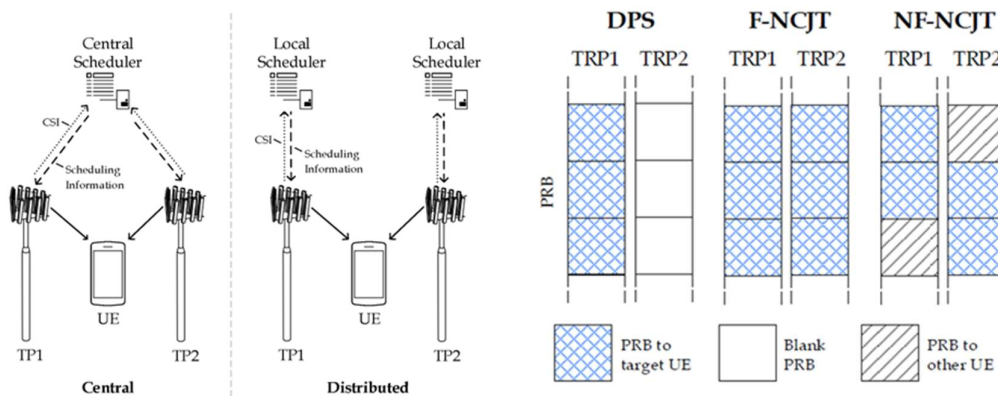 Central
Scheduler
CSI
Scheduling
Information
TP1
UE
TP2
Central
Local
Scheduler
Local
Scheduler
CSI
Scheduling
Information
TP1
UE
TP2
Distributed
DPS
F-NCJT
NF-NCJT
TRP1 TRP2
TRP1 TRP2
TRP1 TRP2
PRB
PRB to
target UE
Blank
PRB
PRB to
other UE